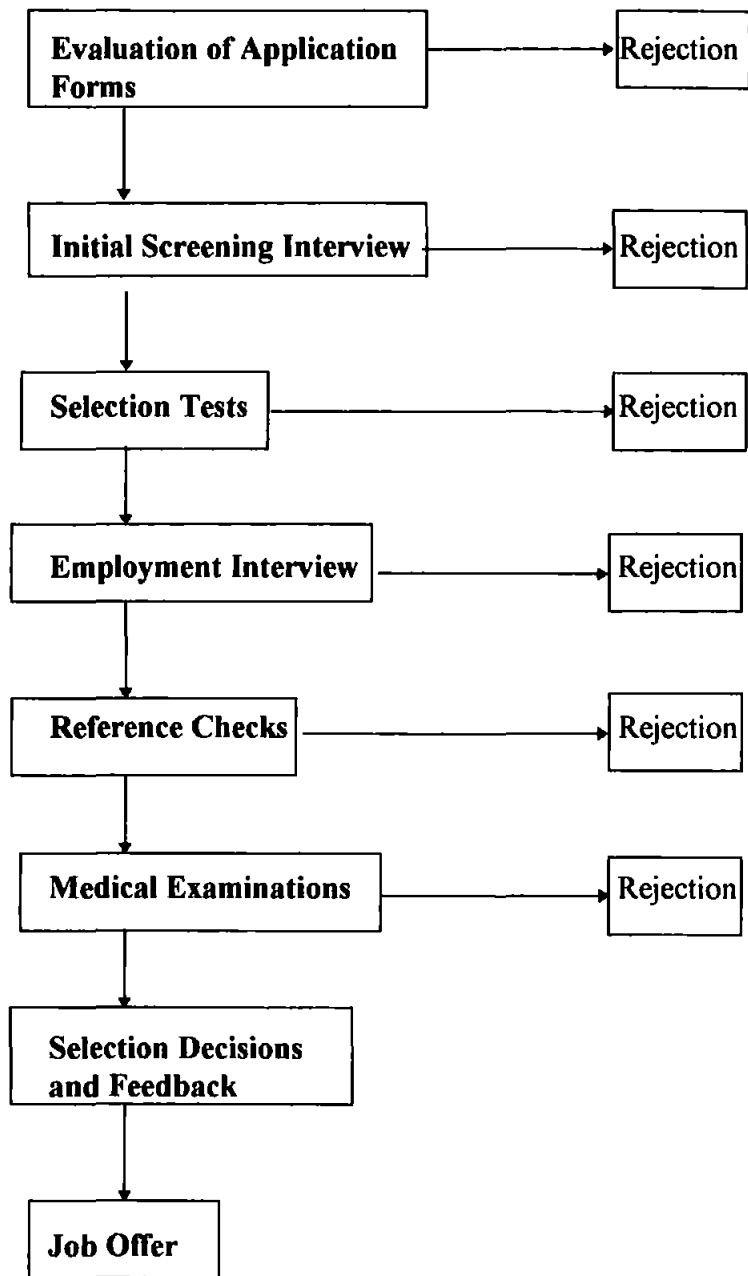 Evaluation of Application
Forms
Rejection
Initial Screening Interview
Rejection
Selection Tests
Rejection
Employment Interview
Rejection
Reference Checks
Rejection
Medical Examinations
Rejection
Selection Decisions
and Feedback
Job Offer